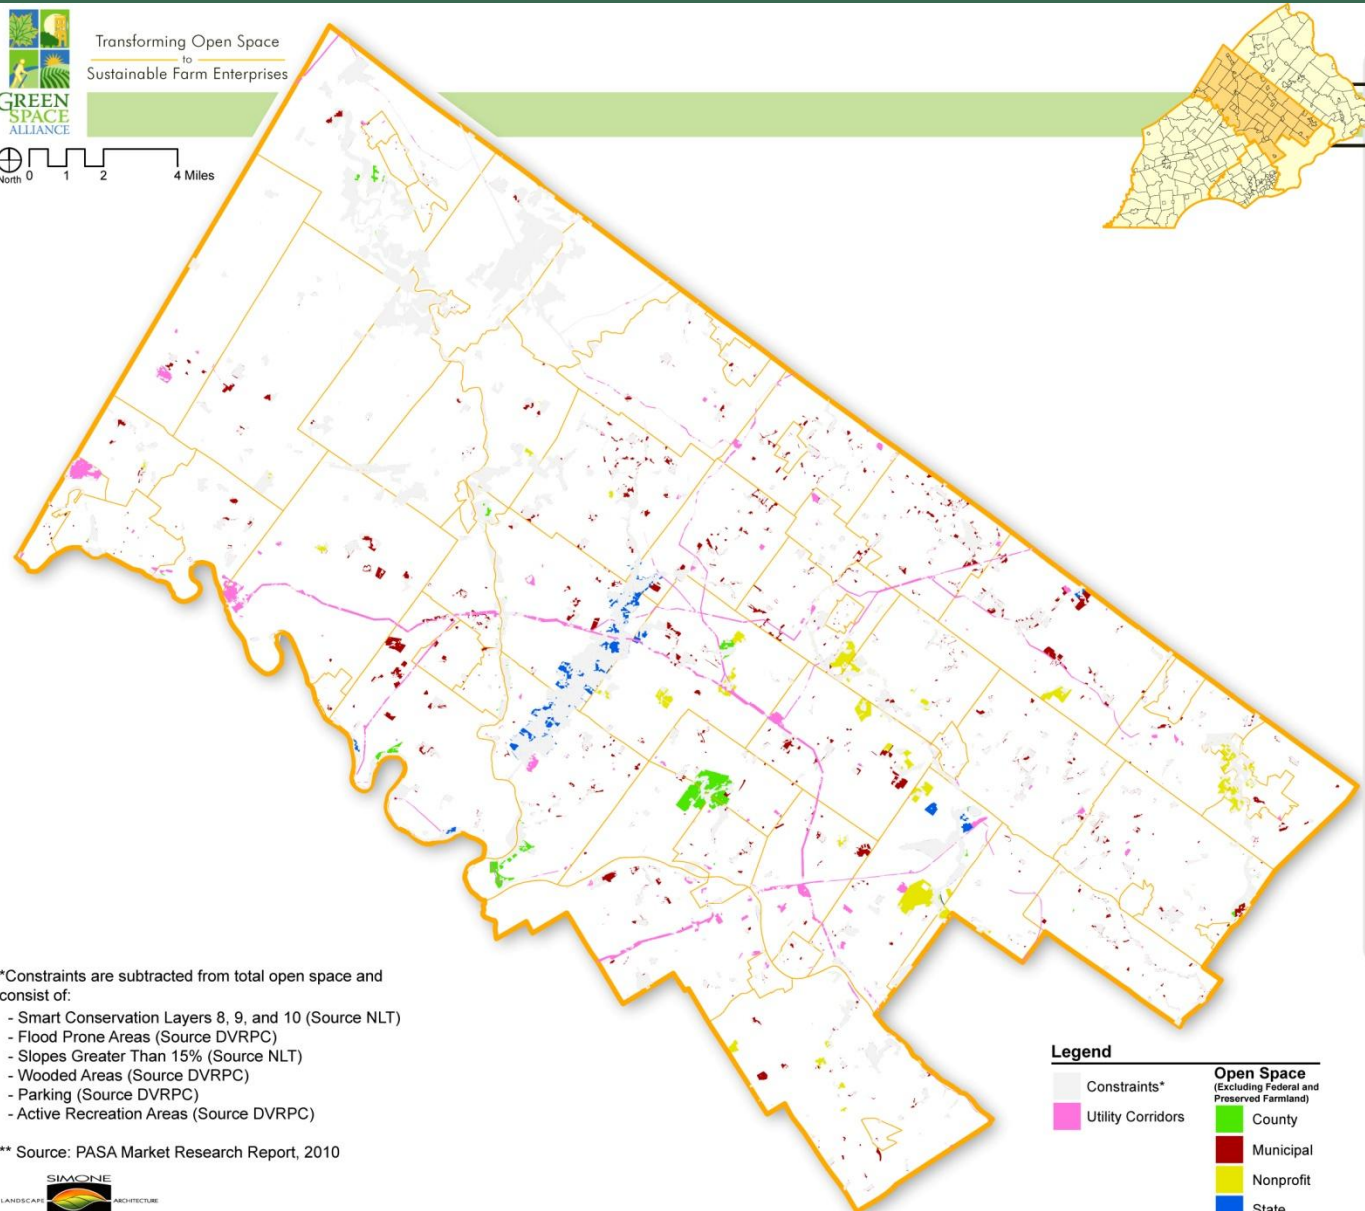 Transforming Open Space
to
Sustainable Farm Enterprises
GREEN
SPACE
ALLIANCE
North 0 1 2 4 Miles
*Constraints are subtracted from total open space and
consist of:
- Smart Conservation Layers 8, 9, and 10 (Source NLT)
- Flood Prone Areas (Source DVRPC)
- Slopes Greater Than 15% (Source NLT)
- Wooded Areas (Source DVRPC)
- Parking (Source DVRPC)
- Active Recreation Areas (Source DVRPC)
** Source: PASA Market Research Report, 2010
SIMONE
LANDSCAPE ARCHITECTURE
Legend
Constraints*
Utility Corridors
Open Space
(Excluding Federal and
Preserved Farmland)
County
Municipal
Nonprofit
State